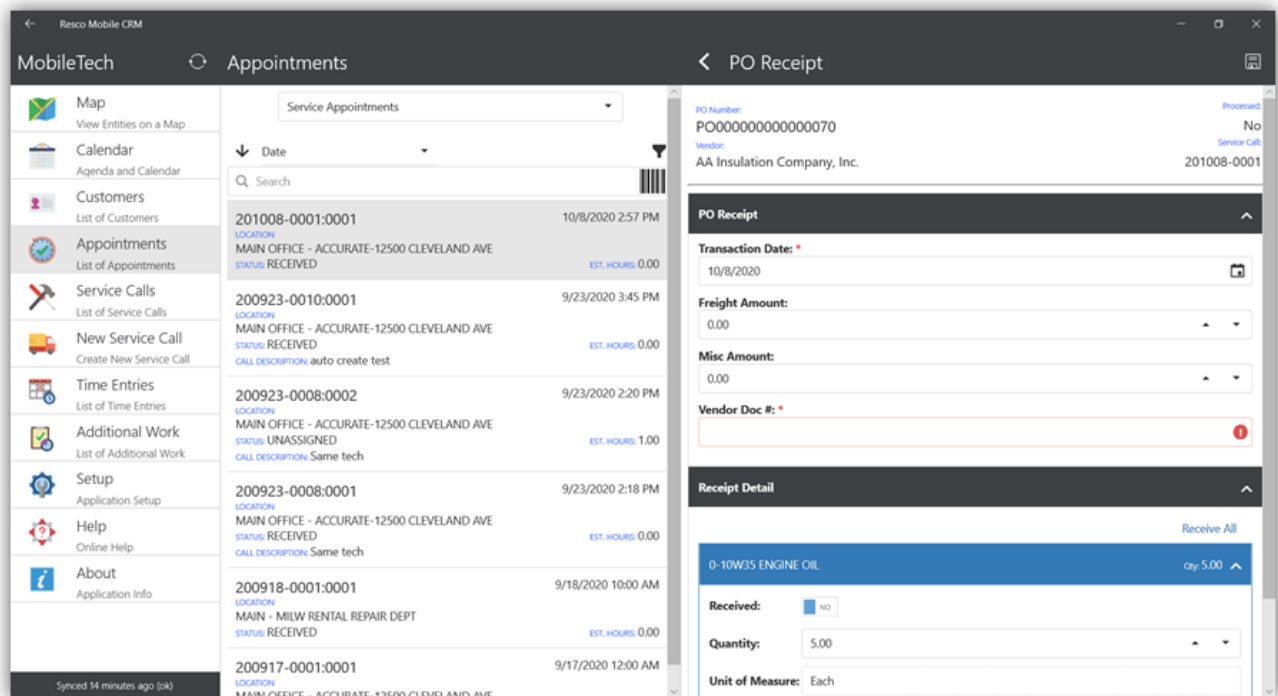 Resco Mobile CRM
MobileTech
Map
View Entities on a Map
Calendar
Agenda and Calendar
Customers
List of Customers
Appointments
List of Appointments
Service Calls
List of Service Calls
New Service Call
Create New Service Call
Time Entries
List of Time Entries
Additional Work
List of Additional Work
Setup
Application Setup
Help
Online Help
About
Application Info
Synced 14 minutes ago (ok)
Appointments
Service Appointments
Date
Search
201008-0001:0001 10/8/2020 2:57 PM
LOCATION
MAIN OFFICE - ACCURATE-12500 CLEVELAND AVE
STATUS: RECEIVED EST. HOURS: 0.00
200923-0010:0001 9/23/2020 3:45 PM
LOCATION
MAIN OFFICE - ACCURATE-12500 CLEVELAND AVE
STATUS: RECEIVED EST. HOURS: 0.00
CALL DESCRIPTION: auto create test
200923-0008:0002 9/23/2020 2:20 PM
LOCATION
MAIN OFFICE - ACCURATE-12500 CLEVELAND AVE
STATUS: UNASSIGNED EST. HOURS: 1.00
CALL DESCRIPTION: Same tech
200923-0008:0001 9/23/2020 2:18 PM
LOCATION
MAIN OFFICE - ACCURATE-12500 CLEVELAND AVE
STATUS: RECEIVED EST. HOURS: 0.00
CALL DESCRIPTION: Same tech
200918-0001:0001 9/18/2020 10:00 AM
LOCATION
MAIN - MILW RENTAL REPAIR DEPT
STATUS: RECEIVED EST. HOURS: 0.00
200917-0001:0001 9/17/2020 12:00 AM
LOCATION
MAIN OFFICE - ACCURATE-12500 CLEVELAND AVE
PO Receipt
PO Number: Processed:
PO000000000000070 No
Vendor: Service Call:
AA Insulation Company, Inc. 201008-0001
PO Receipt
Transaction Date: *
10/8/2020
Freight Amount:
0.00
Misc Amount:
0.00
Vendor Doc #: *
Receipt Detail
Receive All
0-10W35 ENGINE OIL Qty: 5.00
Received: NO
Quantity: 5.00
Unit of Measure: Each